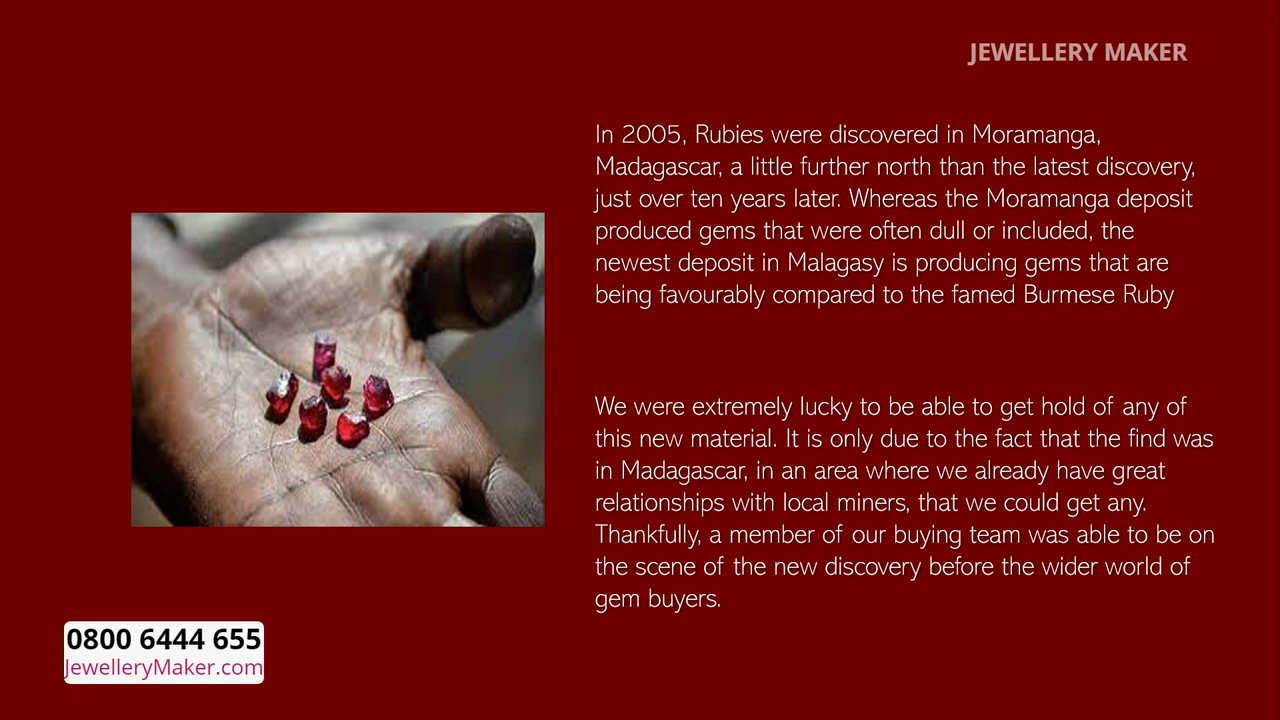 JEWELLERY MAKER
In 2005, Rubies were discovered in Moramanga,
Madagascar, a little further north than the latest discovery,
just over ten years later. Whereas the Moramanga deposit
produced gems that were often dull or included, the
newest deposit in Malagasy is producing gems that are
being favourably compared to the famed Burmese Ruby
We were extremely lucky to be able to get hold of any of
this new material. It is only due to the fact that the find was
in Madagascar, in an area where we already have great
relationships with local miners, that we could get any.
Thankfully, a member of our buying team was able to be on
the scene of the new discovery before the wider world of
gem buyers.
0800 6444 655
JewelleryMaker.com